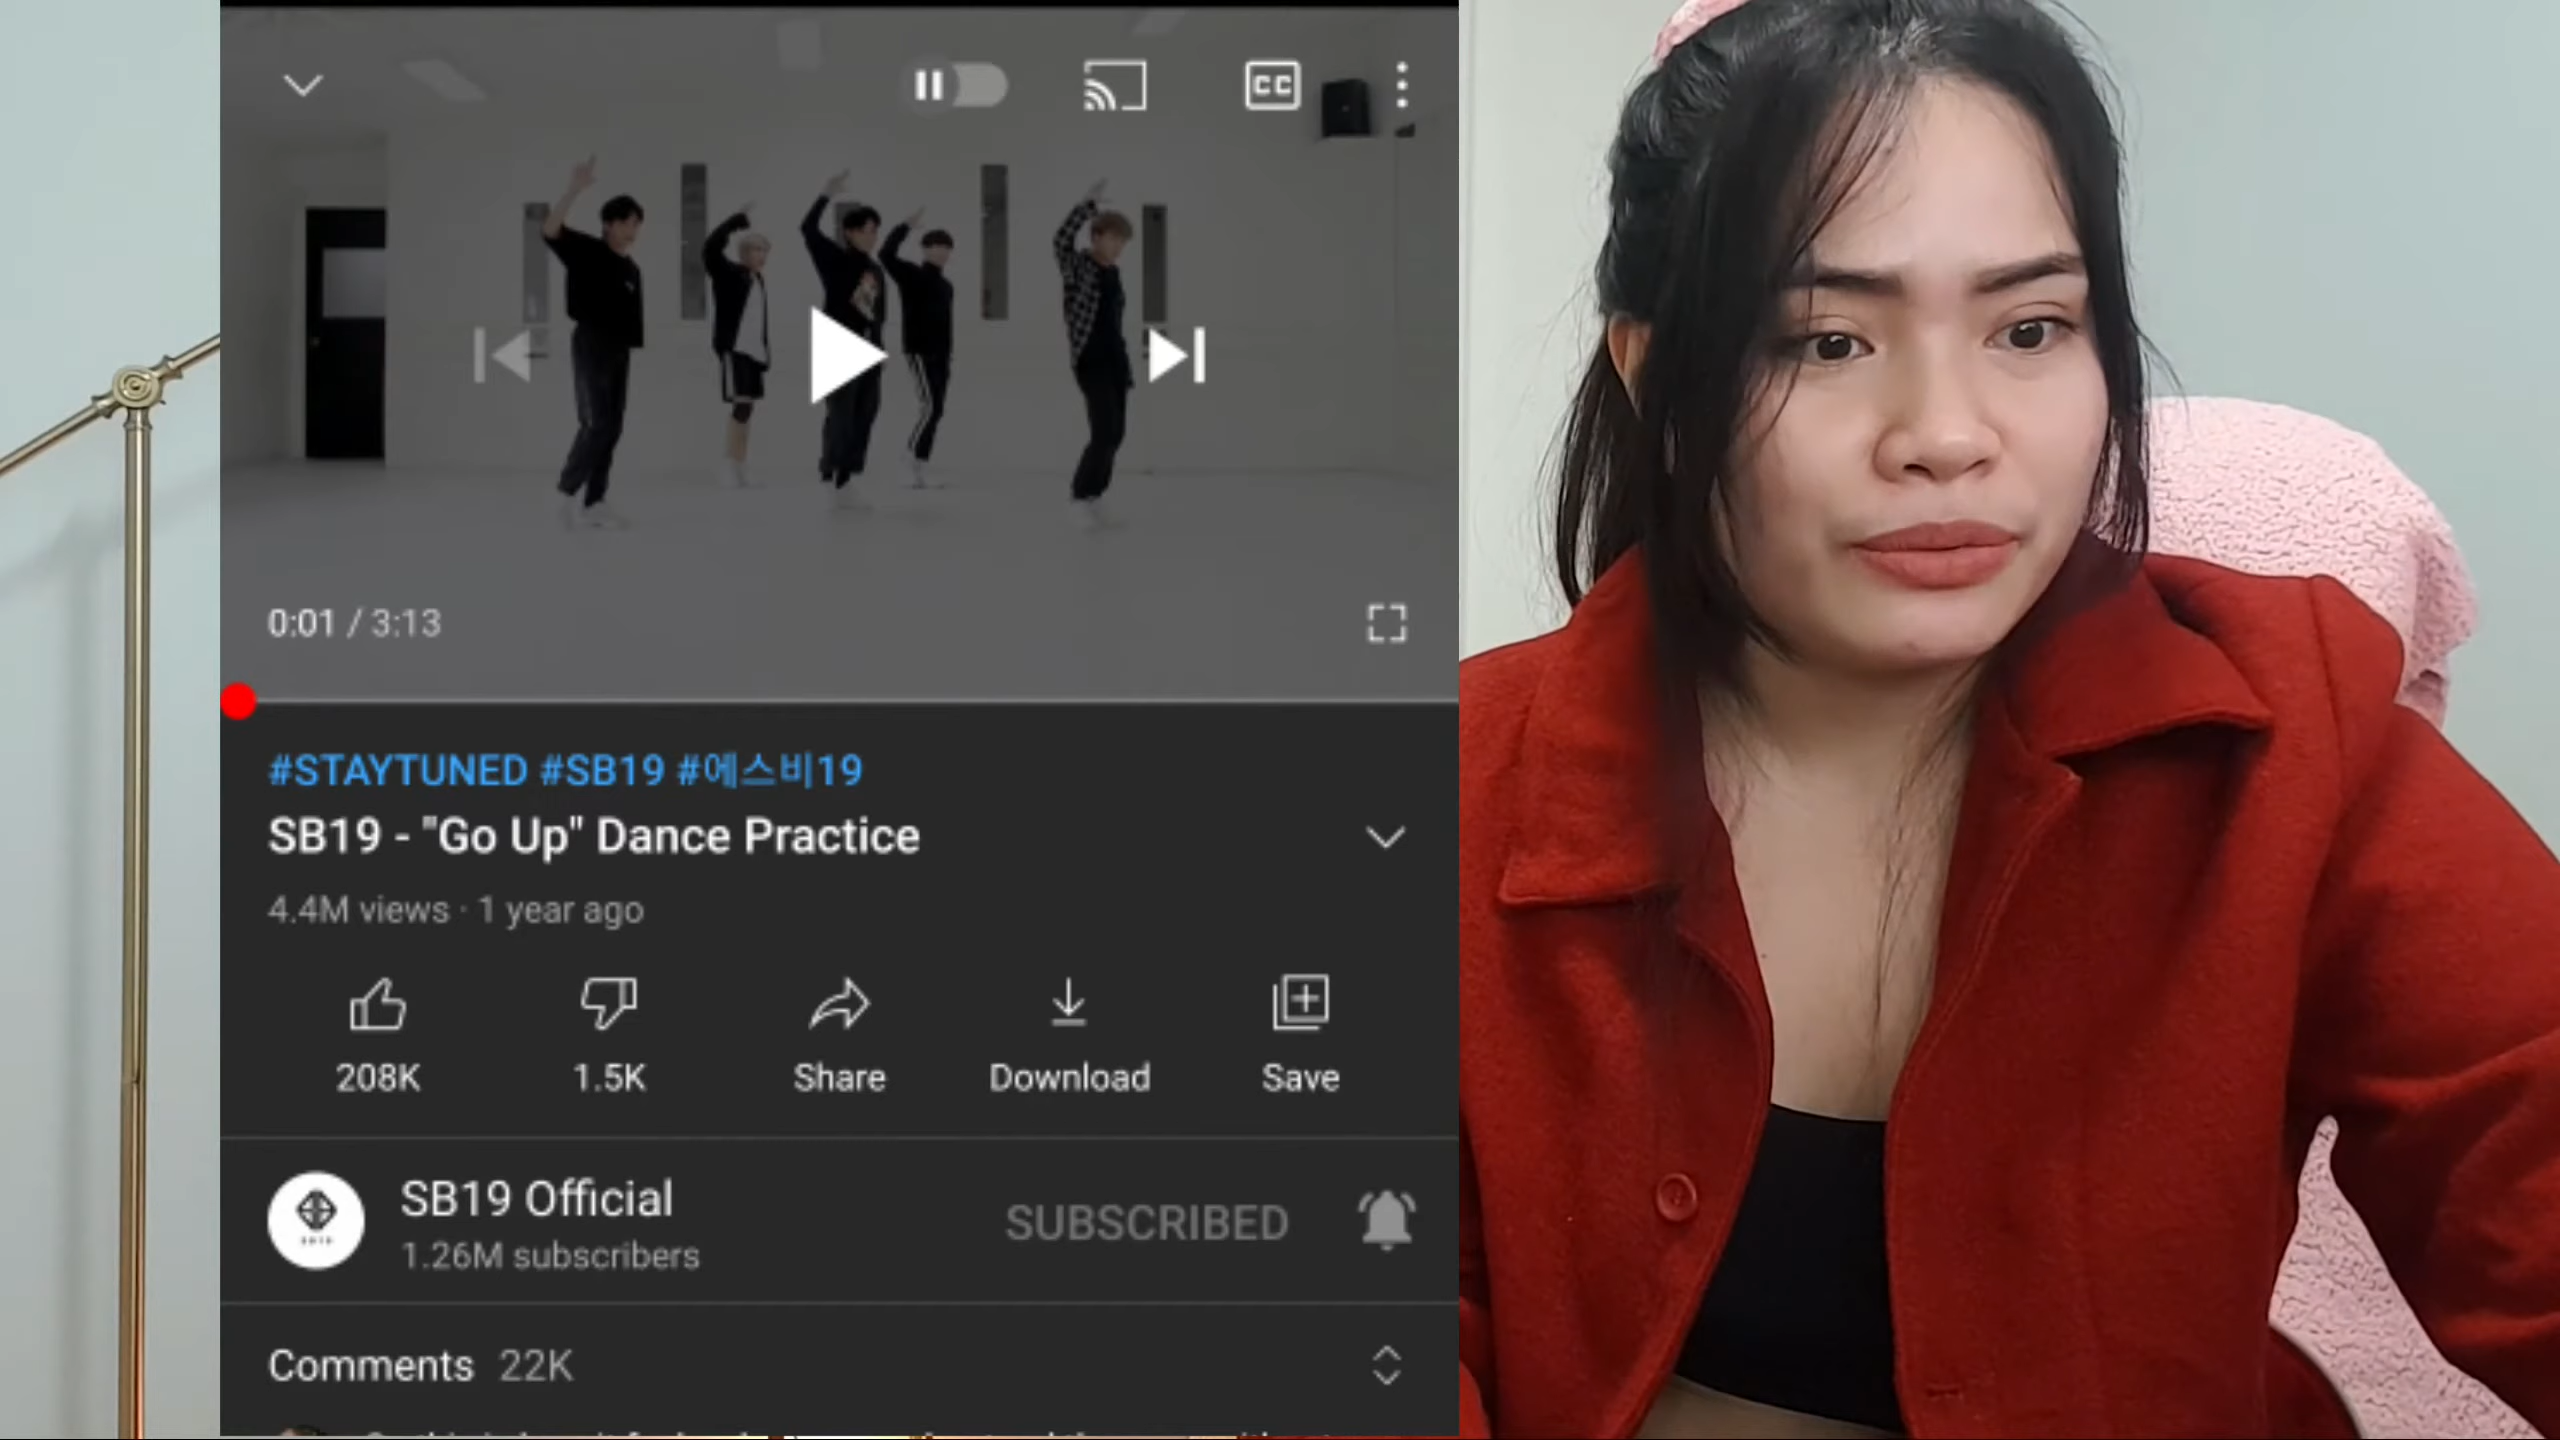 CC
0:01 / 3:13
#STAYTUNED #SB19 #에스비19
SB19 - "Go Up" Dance Practice
4.4M views · 1 year ago
208K 1.5K Share Download Save
SB19 Official
1.26M subscribers
SUBSCRIBED
Comments 22K